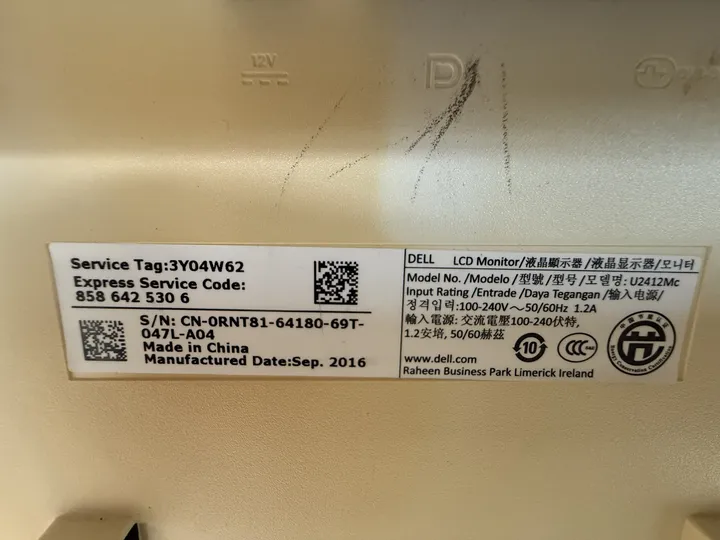 12V
Service Tag:3Y04W62
Express Service Code:
858 642 530 6
S/N: CN-0RNT81-64180-69T-
047L-A04
Made in China
Manufactured Date:Sep. 2016
DELL LCD Monitor/液晶顯示器/液晶显示器/모니터
Model No. /Modelo /型號/型号/모델명: U2412Mc
Input Rating /Entrade /Daya Tegangan /輸入电源/
정격입력:100-240V～50/60Hz 1.2A
輸入電源: 交流電壓100-240伏特,
1.2安培, 50/60赫茲
10
www.dell.com
Raheen Business Park Limerick Ireland